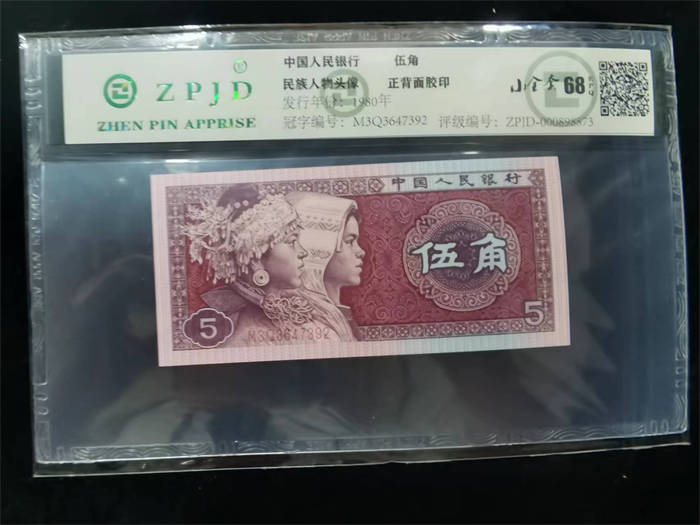 ZPJD®
ZHEN PIN APPRISE
中国人民银行 伍角
民族人物头像 正背面胶印
发行年份：1980年
冠字编号：M3Q3647392 评级编号：ZPJD-000898873
68
中国人民银行
伍角
5
5
M3Q3647392